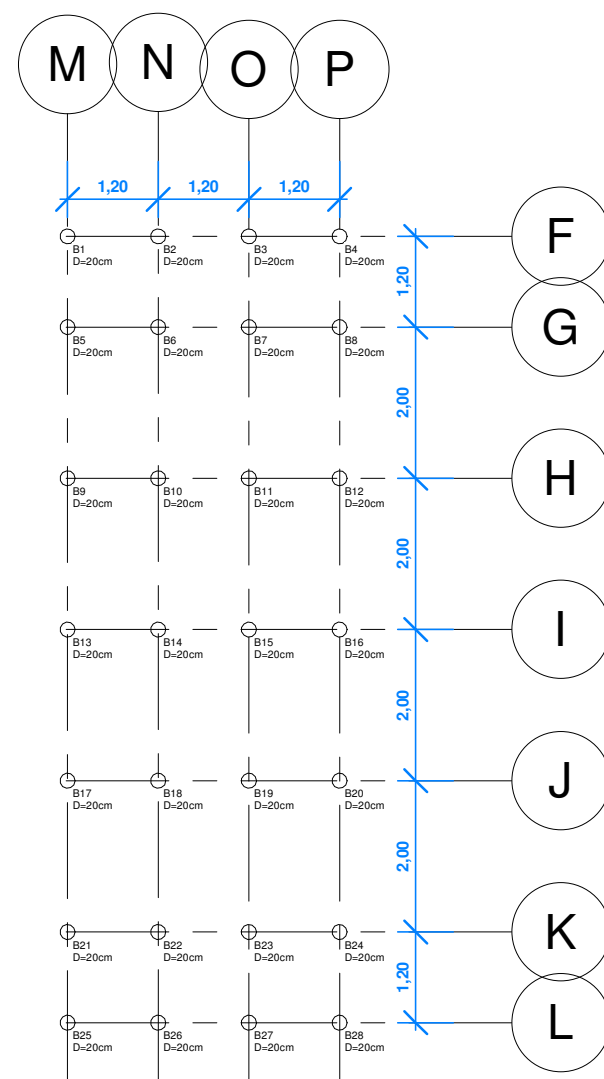 M N O P
1,20 1,20 1,20
F
B1 B2 B3 B4
D=20cm D=20cm D=20cm D=20cm
1,20
G
B5 B6 B7 B8
D=20cm D=20cm D=20cm D=20cm
2,00
H
B9 B10 B11 B12
D=20cm D=20cm D=20cm D=20cm
2,00
I
B13 B14 B15 B16
D=20cm D=20cm D=20cm D=20cm
2,00
J
B17 B18 B19 B20
D=20cm D=20cm D=20cm D=20cm
2,00
K
B21 B22 B23 B24
D=20cm D=20cm D=20cm D=20cm
1,20
L
B25 B26 B27 B28
D=20cm D=20cm D=20cm D=20cm